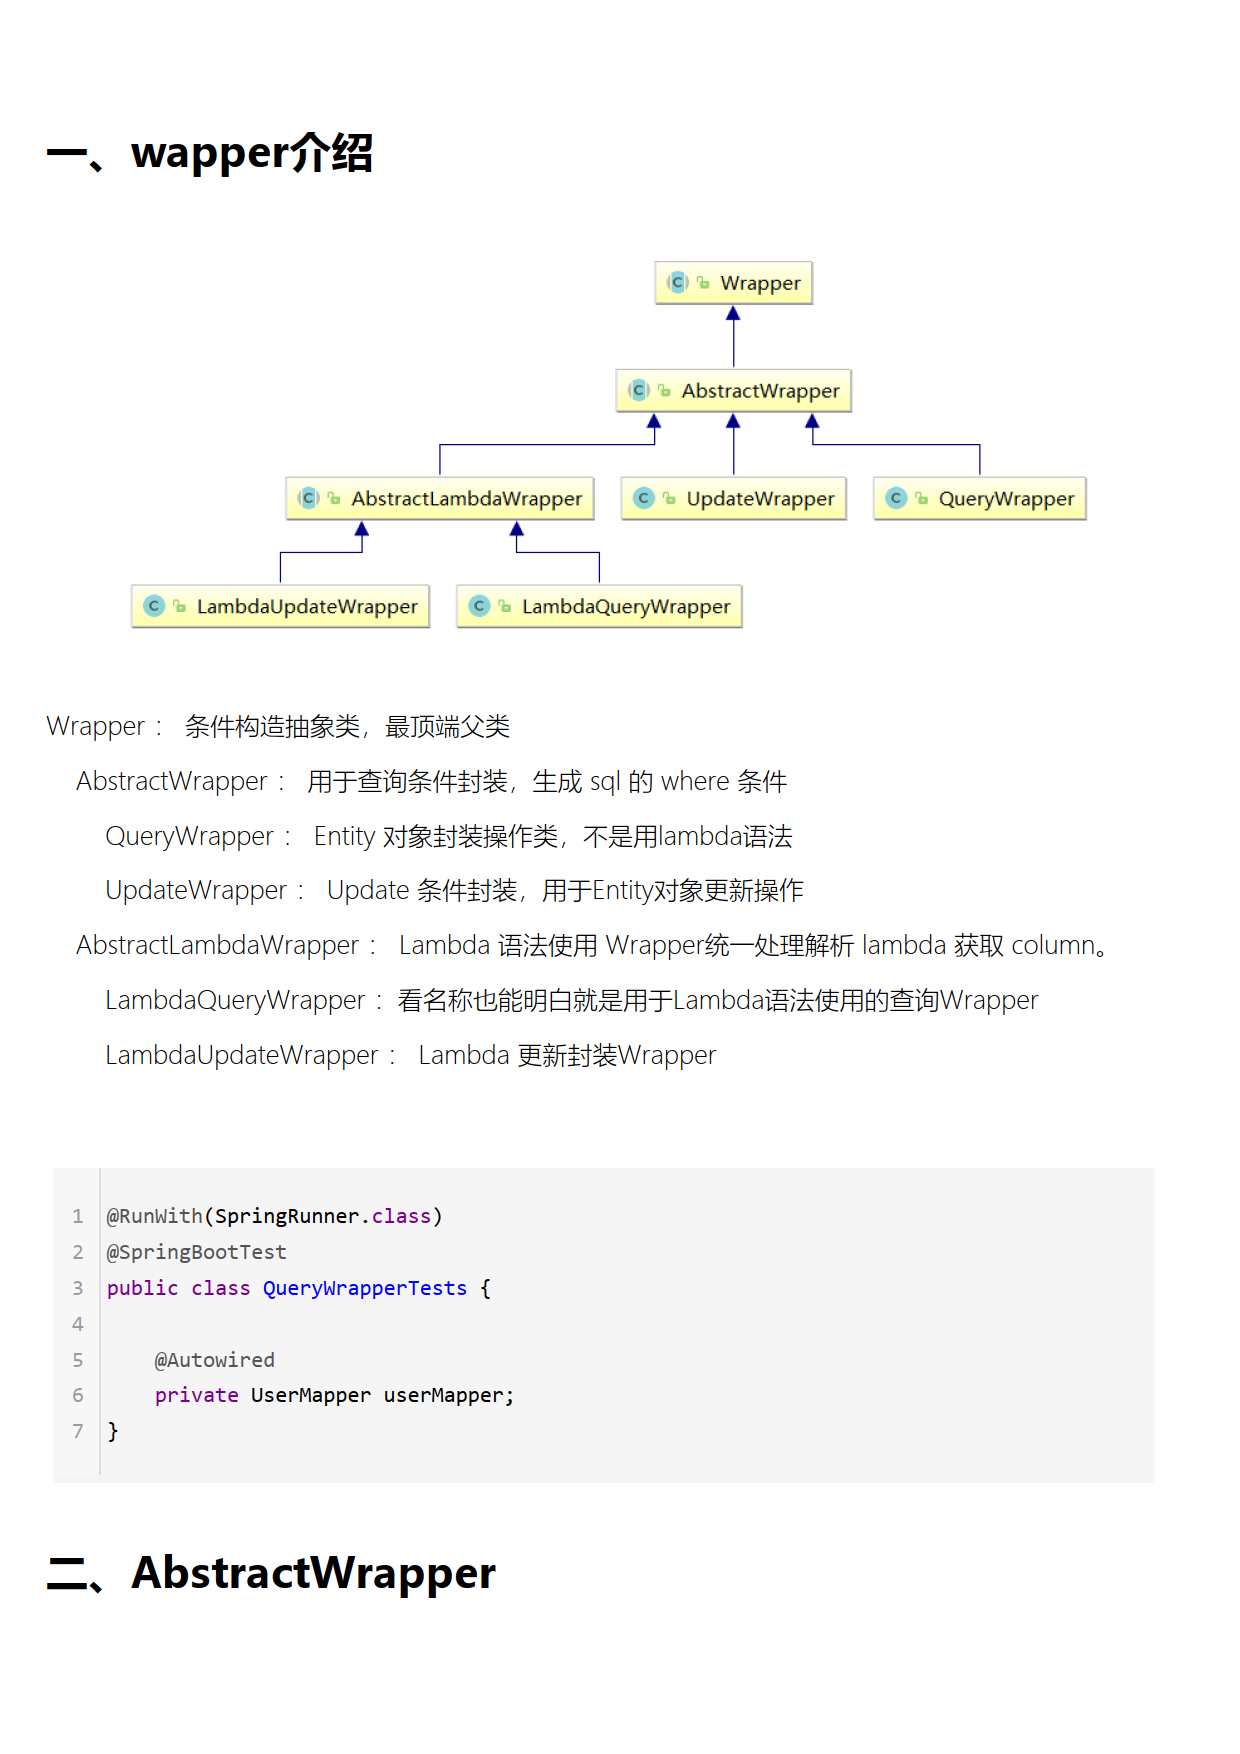 一、wapper介绍
Wrapper
AbstractWrapper
AbstractLambdaWrapper
UpdateWrapper
QueryWrapper
LambdaUpdateWrapper
LambdaQueryWrapper
Wrapper ： 条件构造抽象类，最顶端父类
AbstractWrapper ： 用于查询条件封装，生成 sql 的 where 条件
QueryWrapper ： Entity 对象封装操作类，不是用lambda语法
UpdateWrapper ： Update 条件封装，用于Entity对象更新操作
AbstractLambdaWrapper ： Lambda 语法使用 Wrapper统一处理解析 lambda 获取 column。
LambdaQueryWrapper ：看名称也能明白就是用于Lambda语法使用的查询Wrapper
LambdaUpdateWrapper ： Lambda 更新封装Wrapper
1 @RunWith(SpringRunner.class)
2 @SpringBootTest
3 public class QueryWrapperTests {
4
5     @Autowired
6     private UserMapper userMapper;
7 }
二、AbstractWrapper